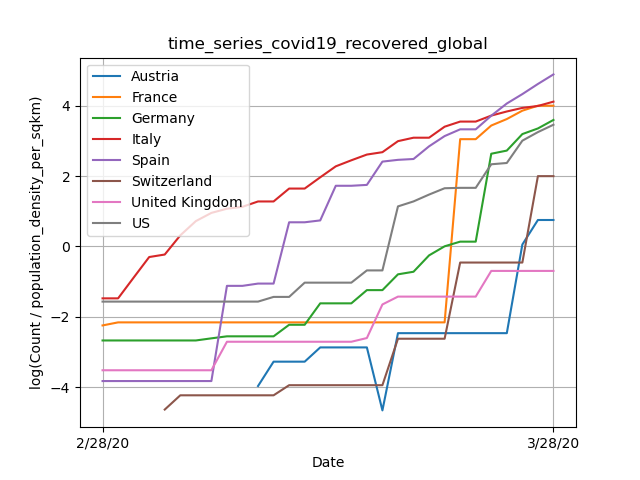 time_series_covid19_recovered_global
log(Count / population_density_per_sqkm)
4
2
0
−2
−4
Austria
France
Germany
Italy
Spain
Switzerland
United Kingdom
US
2/28/20
3/28/20
Date